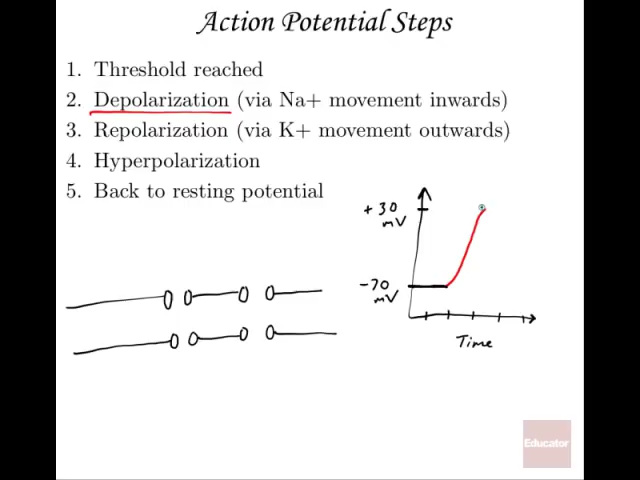 Action Potential Steps
1. Threshold reached
2. Depolarization (via Na+ movement inwards)
3. Repolarization (via K+ movement outwards)
4. Hyperpolarization
5. Back to resting potential
+30
mV
-70
mV
Time
Educator